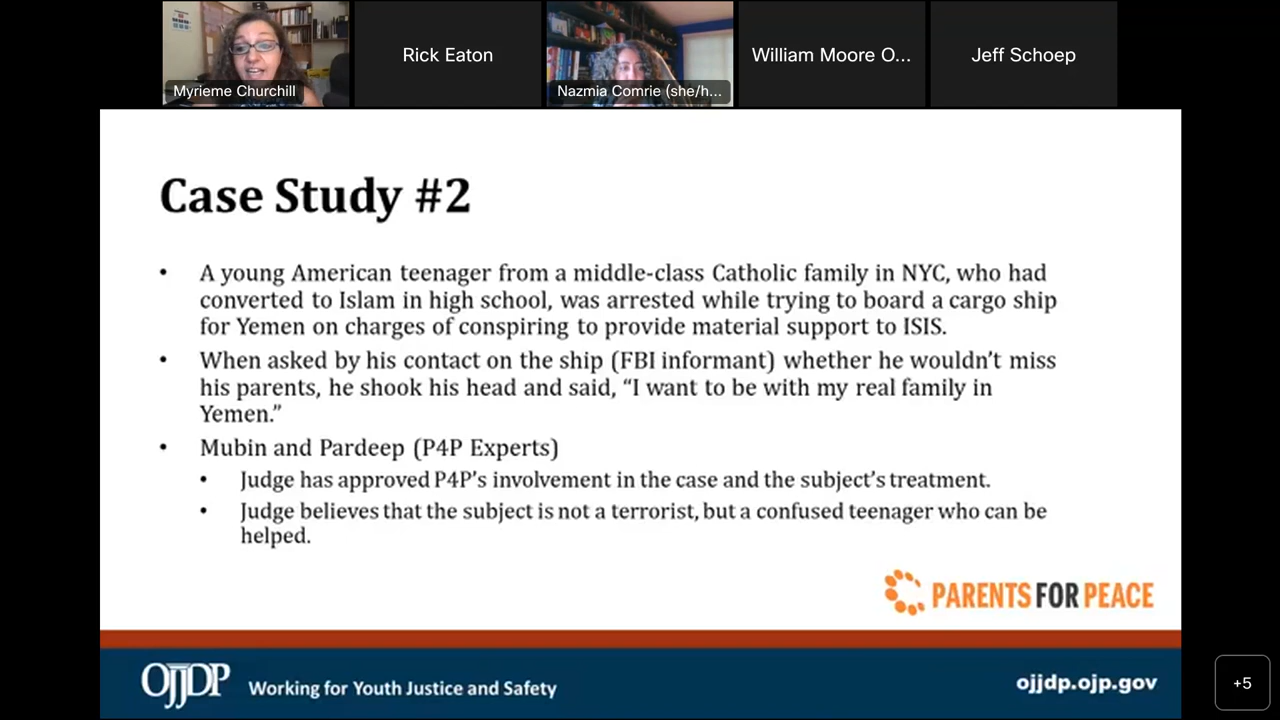 Myrieme Churchill
Rick Eaton
Nazmia Comrie (she/h...
William Moore O...
Jeff Schoep
Case Study #2
• A young American teenager from a middle-class Catholic family in NYC, who had
converted to Islam in high school, was arrested while trying to board a cargo ship
for Yemen on charges of conspiring to provide material support to ISIS.
• When asked by his contact on the ship (FBI informant) whether he wouldn't miss
his parents, he shook his head and said, “I want to be with my real family in
Yemen.”
• Mubin and Pardeep (P4P Experts)
• Judge has approved P4P's involvement in the case and the subject's treatment.
• Judge believes that the subject is not a terrorist, but a confused teenager who can be
helped.
PARENTS FOR PEACE
OJJDP Working for Youth Justice and Safety
ojjdp.ojp.gov
+5